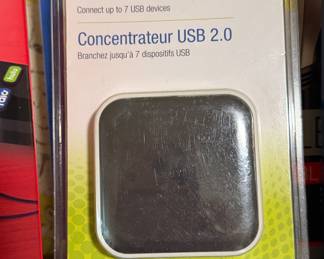 Connect up to 7 USB devices
Concentrateur USB 2.0
Branchez jusqu'à 7 dispositifs USB